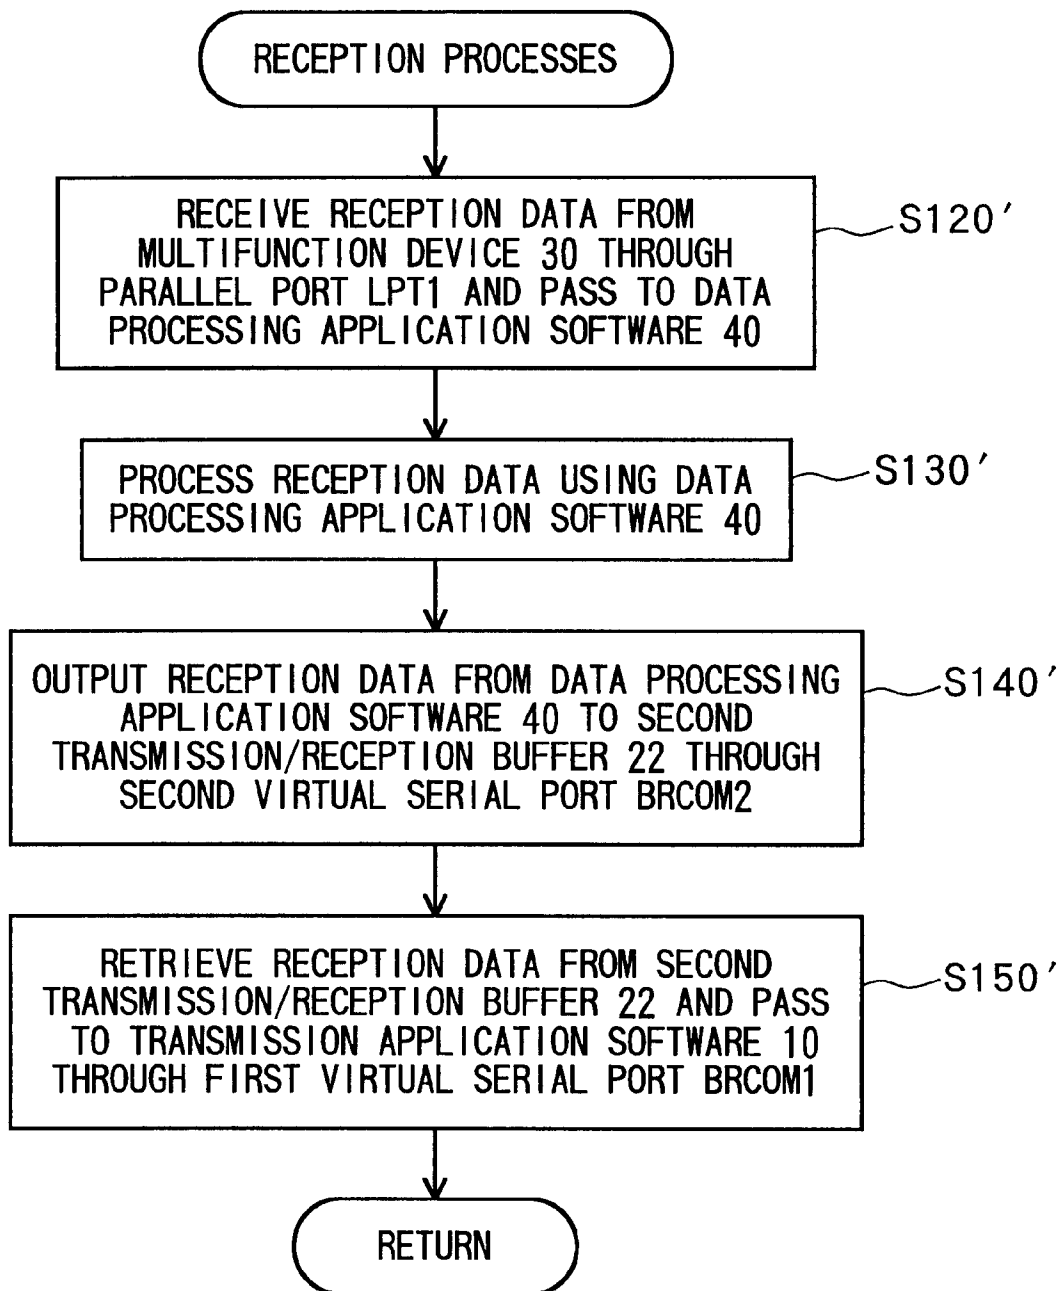 RECEPTION PROCESSES
RECEIVE RECEPTION DATA FROM
MULTIFUNCTION DEVICE 30 THROUGH
PARALLEL PORT LPT1 AND PASS TO DATA
PROCESSING APPLICATION SOFTWARE 40
S120'
PROCESS RECEPTION DATA USING DATA
PROCESSING APPLICATION SOFTWARE 40
S130'
OUTPUT RECEPTION DATA FROM DATA PROCESSING
APPLICATION SOFTWARE 40 TO SECOND
TRANSMISSION/RECEPTION BUFFER 22 THROUGH
SECOND VIRTUAL SERIAL PORT BRCOM2
S140'
RETRIEVE RECEPTION DATA FROM SECOND
TRANSMISSION/RECEPTION BUFFER 22 AND PASS
TO TRANSMISSION APPLICATION SOFTWARE 10
THROUGH FIRST VIRTUAL SERIAL PORT BRCOM1
S150'
RETURN